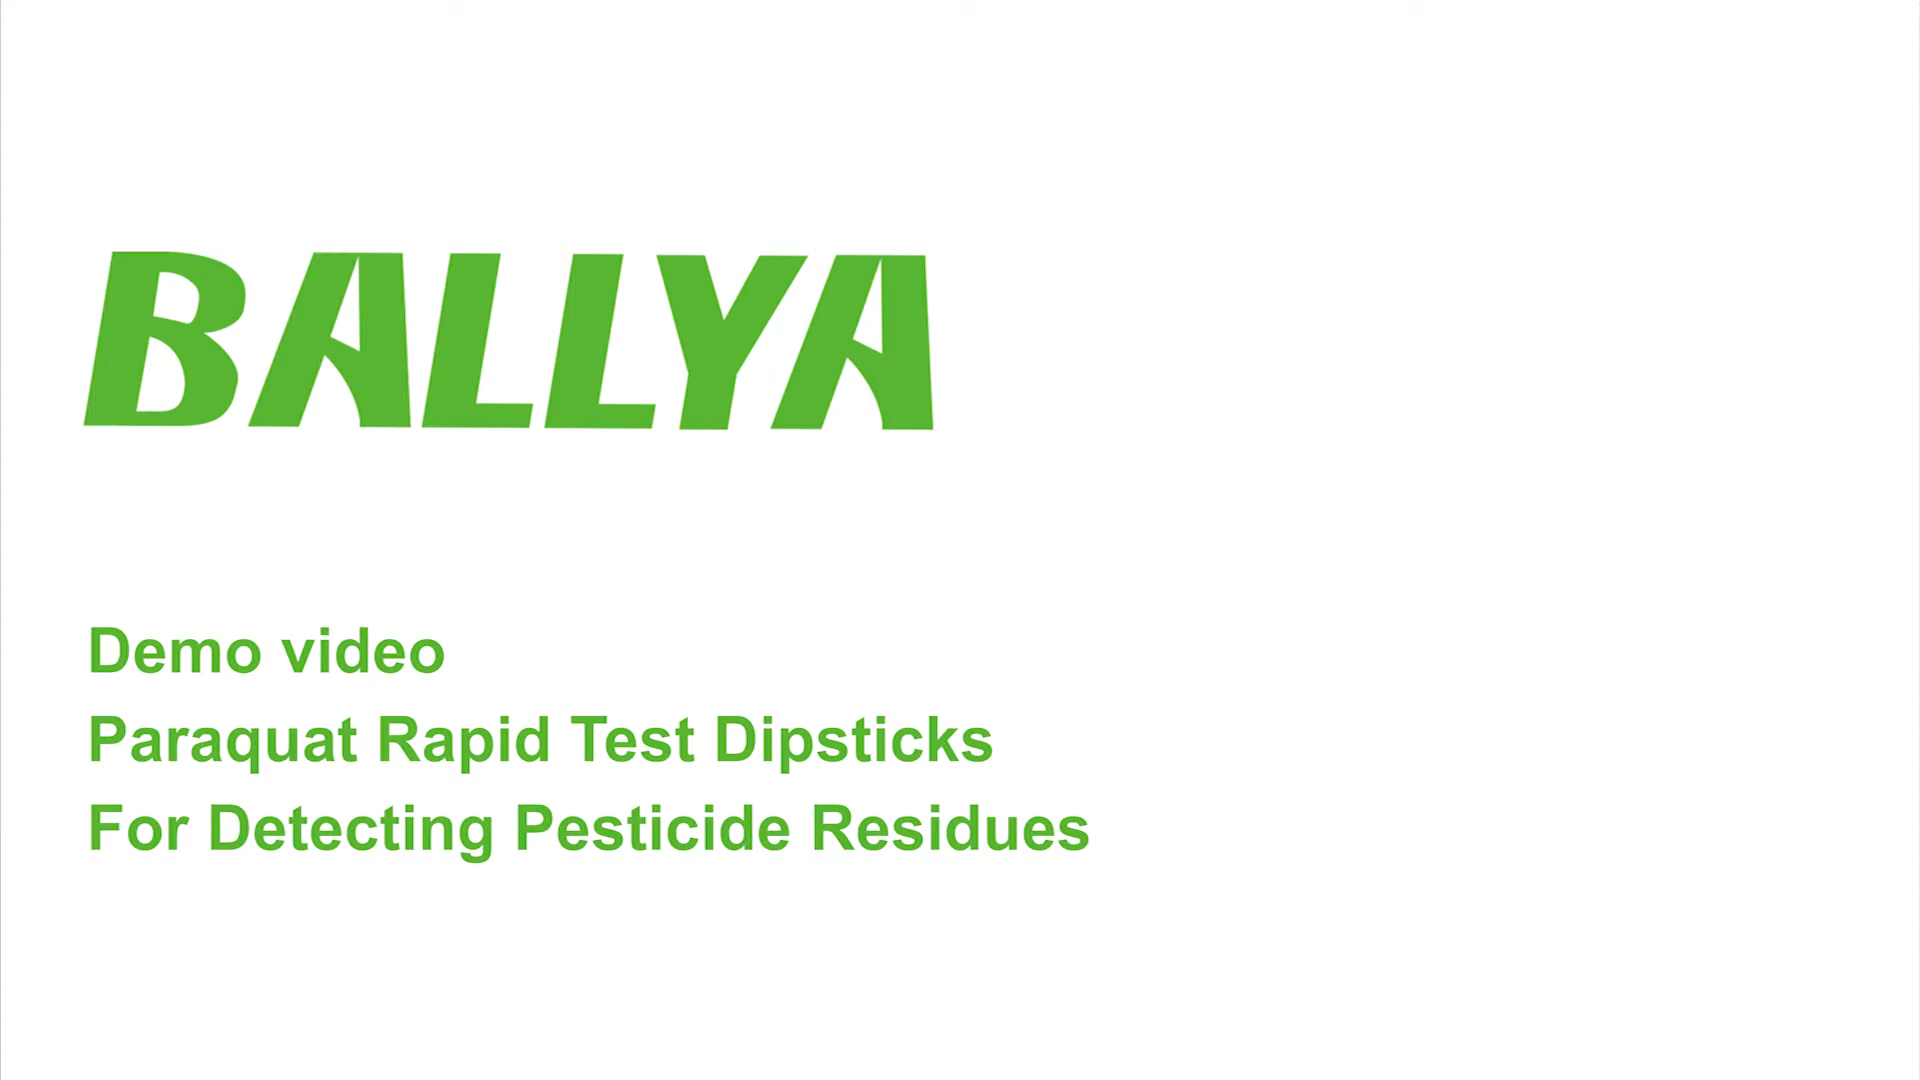 BALLYA
Demo video
Paraquat Rapid Test Dipsticks
For Detecting Pesticide Residues